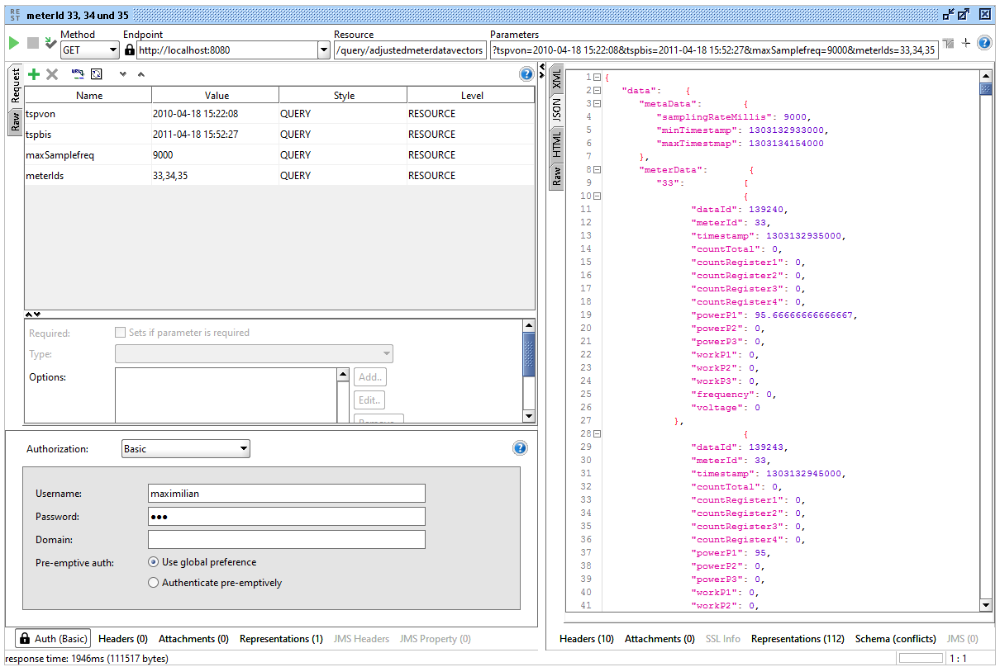 RE
ST
meterId 33, 34 und 35
Method
Endpoint
Resource
Parameters
GET
http://localhost:8080
/query/adjustedmeterdatavectors
?tspvon=2010-04-18 15:22:08&tspbis=2011-04-18 15:52:27&maxSamplefreq=9000&meterIds=33,34,35
Request
Raw
Name Value Style Level
tspvon 2010-04-18 15:22:08 QUERY RESOURCE
tspbis 2011-04-18 15:52:27 QUERY RESOURCE
maxSamplefreq 9000 QUERY RESOURCE
meterIds 33,34,35 QUERY RESOURCE
Required: Sets if parameter is required
Type:
Options:
Add..
Edit..
Authorization: Basic
Username: maximilian
Password: •••
Domain:
Pre-emptive auth: Use global preference
Authenticate pre-emptively
Auth (Basic) Headers (0) Attachments (0) Representations (1) JMS Headers JMS Property (0)
response time: 1946ms (111517 bytes)
XML
JSON
HTML
Raw
1 {
2 "data": {
3 "metaData": {
4 "samplingRateMillis": 9000,
5 "minTimestamp": 1303132933000,
6 "maxTimestmap": 1303134154000
7 },
8 "meterData": {
9 "33": [
10 {
11 "dataId": 139240,
12 "meterId": 33,
13 "timestamp": 1303132935000,
14 "countTotal": 0,
15 "countRegister1": 0,
16 "countRegister2": 0,
17 "countRegister3": 0,
18 "countRegister4": 0,
19 "powerP1": 95.66666666666667,
20 "powerP2": 0,
21 "powerP3": 0,
22 "workP1": 0,
23 "workP2": 0,
24 "workP3": 0,
25 "frequency": 0,
26 "voltage": 0
27 },
28 {
29 "dataId": 139243,
30 "meterId": 33,
31 "timestamp": 1303132945000,
32 "countTotal": 0,
33 "countRegister1": 0,
34 "countRegister2": 0,
35 "countRegister3": 0,
36 "countRegister4": 0,
37 "powerP1": 95,
38 "powerP2": 0,
39 "powerP3": 0,
40 "workP1": 0,
41 "workP2": 0,
Headers (10) Attachments (0) SSL Info Representations (112) Schema (conflicts) JMS (0)
1 : 1